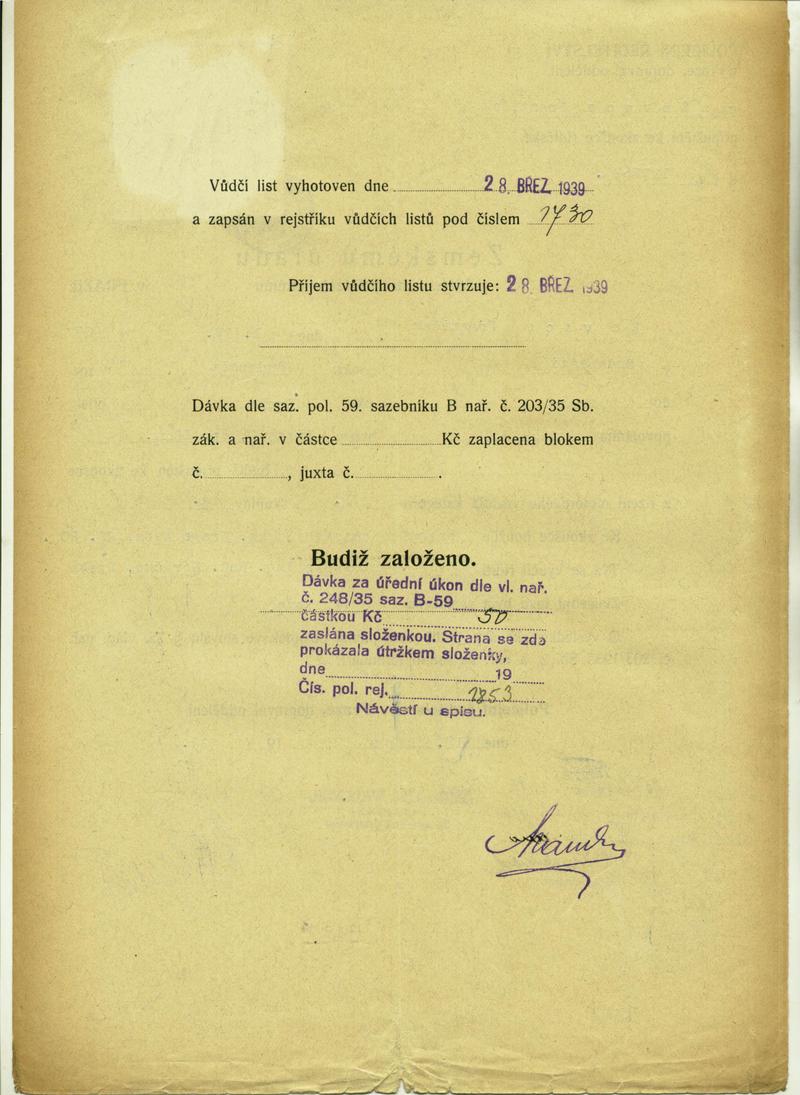 Vůdčí list vyhotoven dne 28. BŘEZ. 1939
a zapsán v rejstříku vůdčích listů pod číslem 1730
Příjem vůdčího listu stvrzuje: 28. BŘEZ. 1939
Dávka dle saz. pol. 59. sazebníku B nař. č. 203/35 Sb.
zák. a nař. v částce Kč zaplacena blokem
č. , juxta č. .
Budiž založeno.
Dávka za úřední úkon dle vl. nař.
č. 248/35 saz. B-59
částkou Kč 50
zaslána složenkou. Strana se zde
prokázala útržkem složenky,
dne 19
Čís. pol. rej. 1253
Návěstí u spisu.